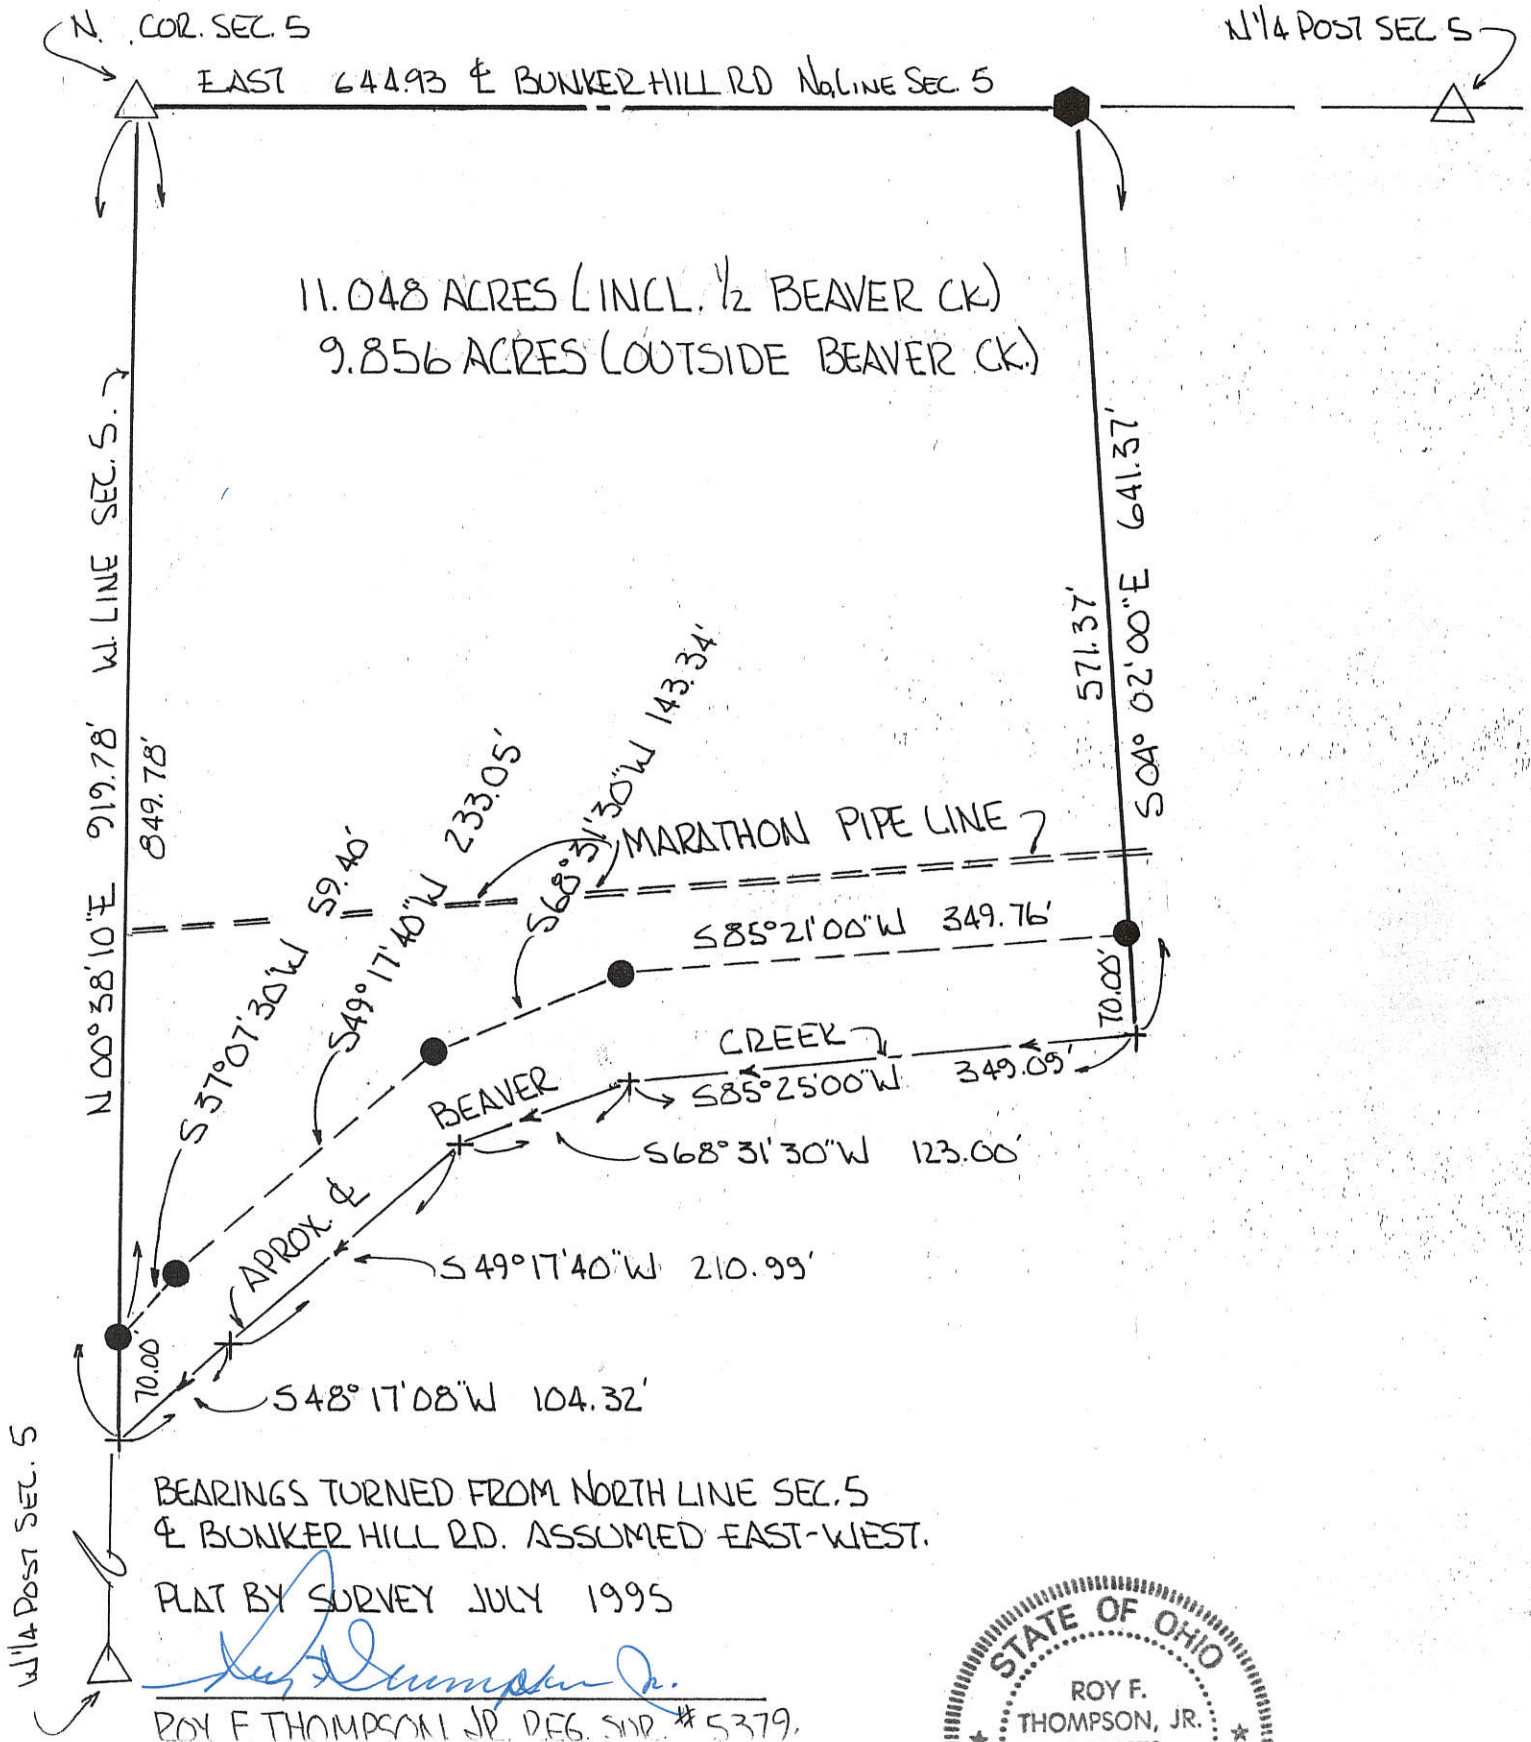 N. COR. SEC. 5
N 1/4 POST SEC 5
EAST 644.93 ℄ BUNKER HILL RD No. LINE SEC. 5
11.048 ACRES (INCL. 1/2 BEAVER CK)
9.856 ACRES (OUTSIDE BEAVER CK.)
N 00° 38' 10" E 919.78' W. LINE SEC. 5.
849.78'
571.37'
S 04° 02' 00" E 641.37'
S 37° 07' 30" W 59.40'
S 49° 17' 40" W 233.05'
S 68° 31' 30" W 143.34'
MARATHON PIPE LINE
S 85° 21' 00" W 349.76'
70.00'
CREEK
S 85° 25' 00" W 349.09'
BEAVER
S 68° 31' 30" W 123.00'
APROX. ℄
S 49° 17' 40" W 210.99'
70.00'
S 48° 17' 08" W 104.32'
W 1/4 POST SEC. 5
BEARINGS TURNED FROM NORTH LINE SEC. 5
℄ BUNKER HILL RD. ASSUMED EAST-WEST.
PLAT BY SURVEY JULY 1995
ROY F THOMPSON JR. REG. SUR. # 5379.
STATE OF OHIO
ROY F.
THOMPSON, JR.